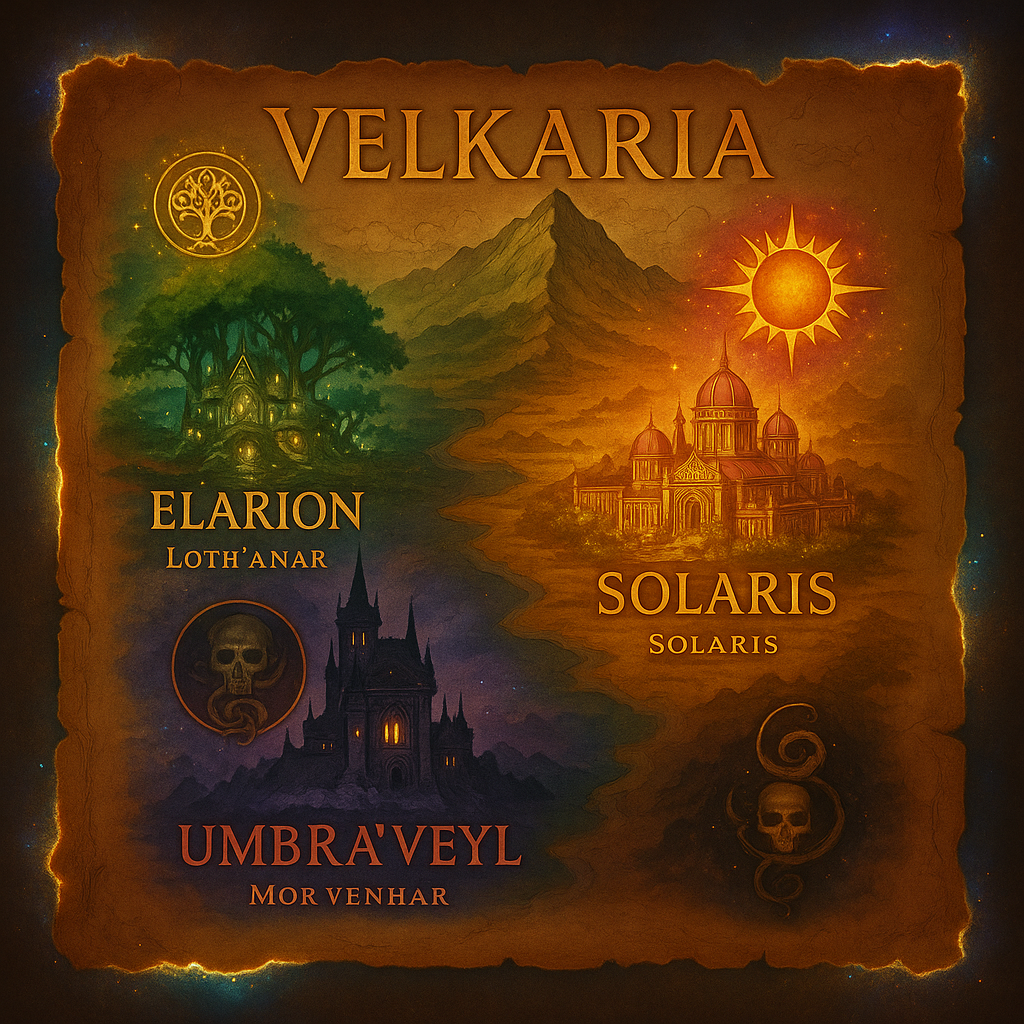 VELKARIA
ELARION
LOTH'ANAR
SOLARIS
SOLARIS
UMBRA'VEYL
MOR VENHAR